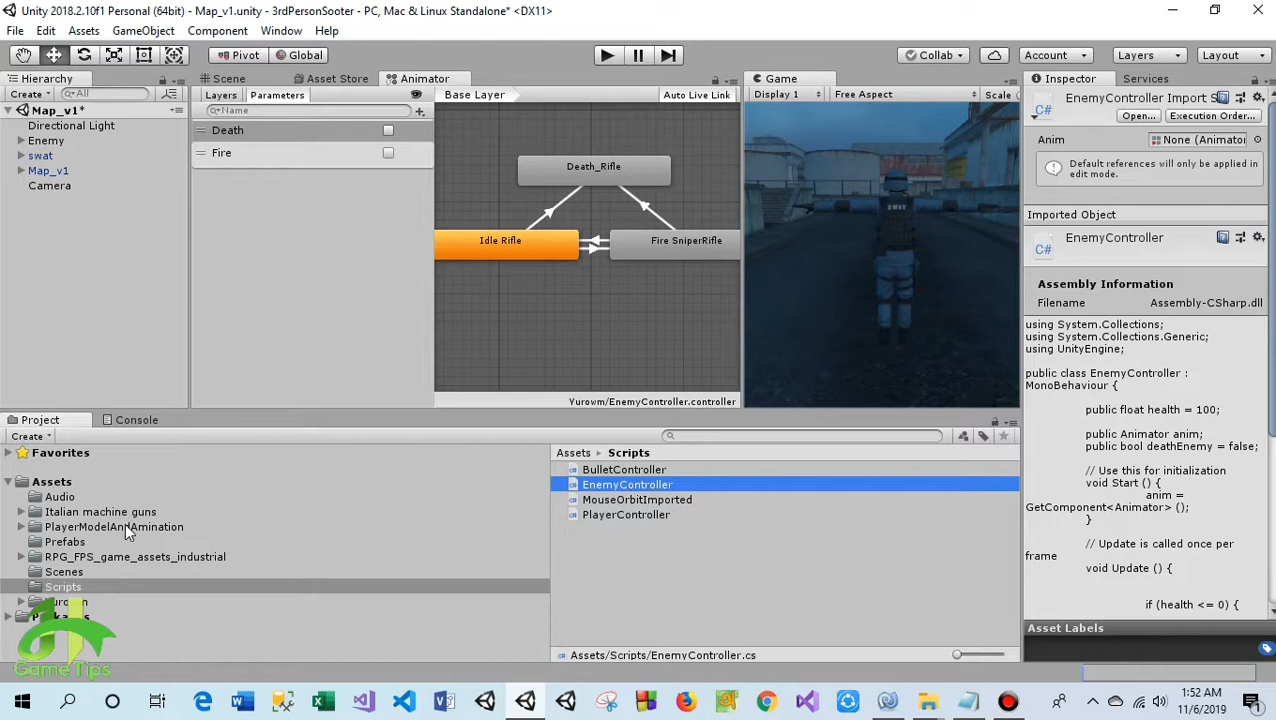 Unity 2018.2.10f1 Personal (64bit) - Map_v1.unity - 3rdPersonSooter - PC, Mac & Linux Standalone* <DX11>
File Edit Assets GameObject Component Window Help
Pivot Global Collab Account Layers Layout
Hierarchy Scene Asset Store Animator Game Inspector Services
Create All Layers Parameters Base Layer Auto Live Link Display 1 Free Aspect Scale
EnemyController Import S
Open... Execution Order...
Map_v1*
Directional Light
Enemy
swat
Map_v1
Camera
Name
Death
Fire
Death_Rifle
Idle Rifle
Fire SniperRifle
Yurowm/EnemyController.controller
SWAT
Anim None (Animator)
Default references will only be applied in
edit mode.
Imported Object
EnemyController
Assembly Information
Filename Assembly-CSharp.dll
using System.Collections;
using System.Collections.Generic;
using UnityEngine;
public class EnemyController :
MonoBehaviour {
public float health = 100;
public Animator anim;
public bool deathEnemy = false;
// Use this for initialization
void Start () {
anim =
GetComponent<Animator> ();
}
// Update is called once per
frame
void Update () {
if (health <= 0) {
Asset Labels
Project Console
Create
Favorites
Assets
Audio
Italian machine guns
PlayerModelAndAmination
Prefabs
RPG_FPS_game_assets_industrial
Scenes
Scripts
Game Tips
Assets Scripts
BulletController
EnemyController
MouseOrbitImported
PlayerController
Assets/Scripts/EnemyController.cs
1:52 AM
11/6/2019
1